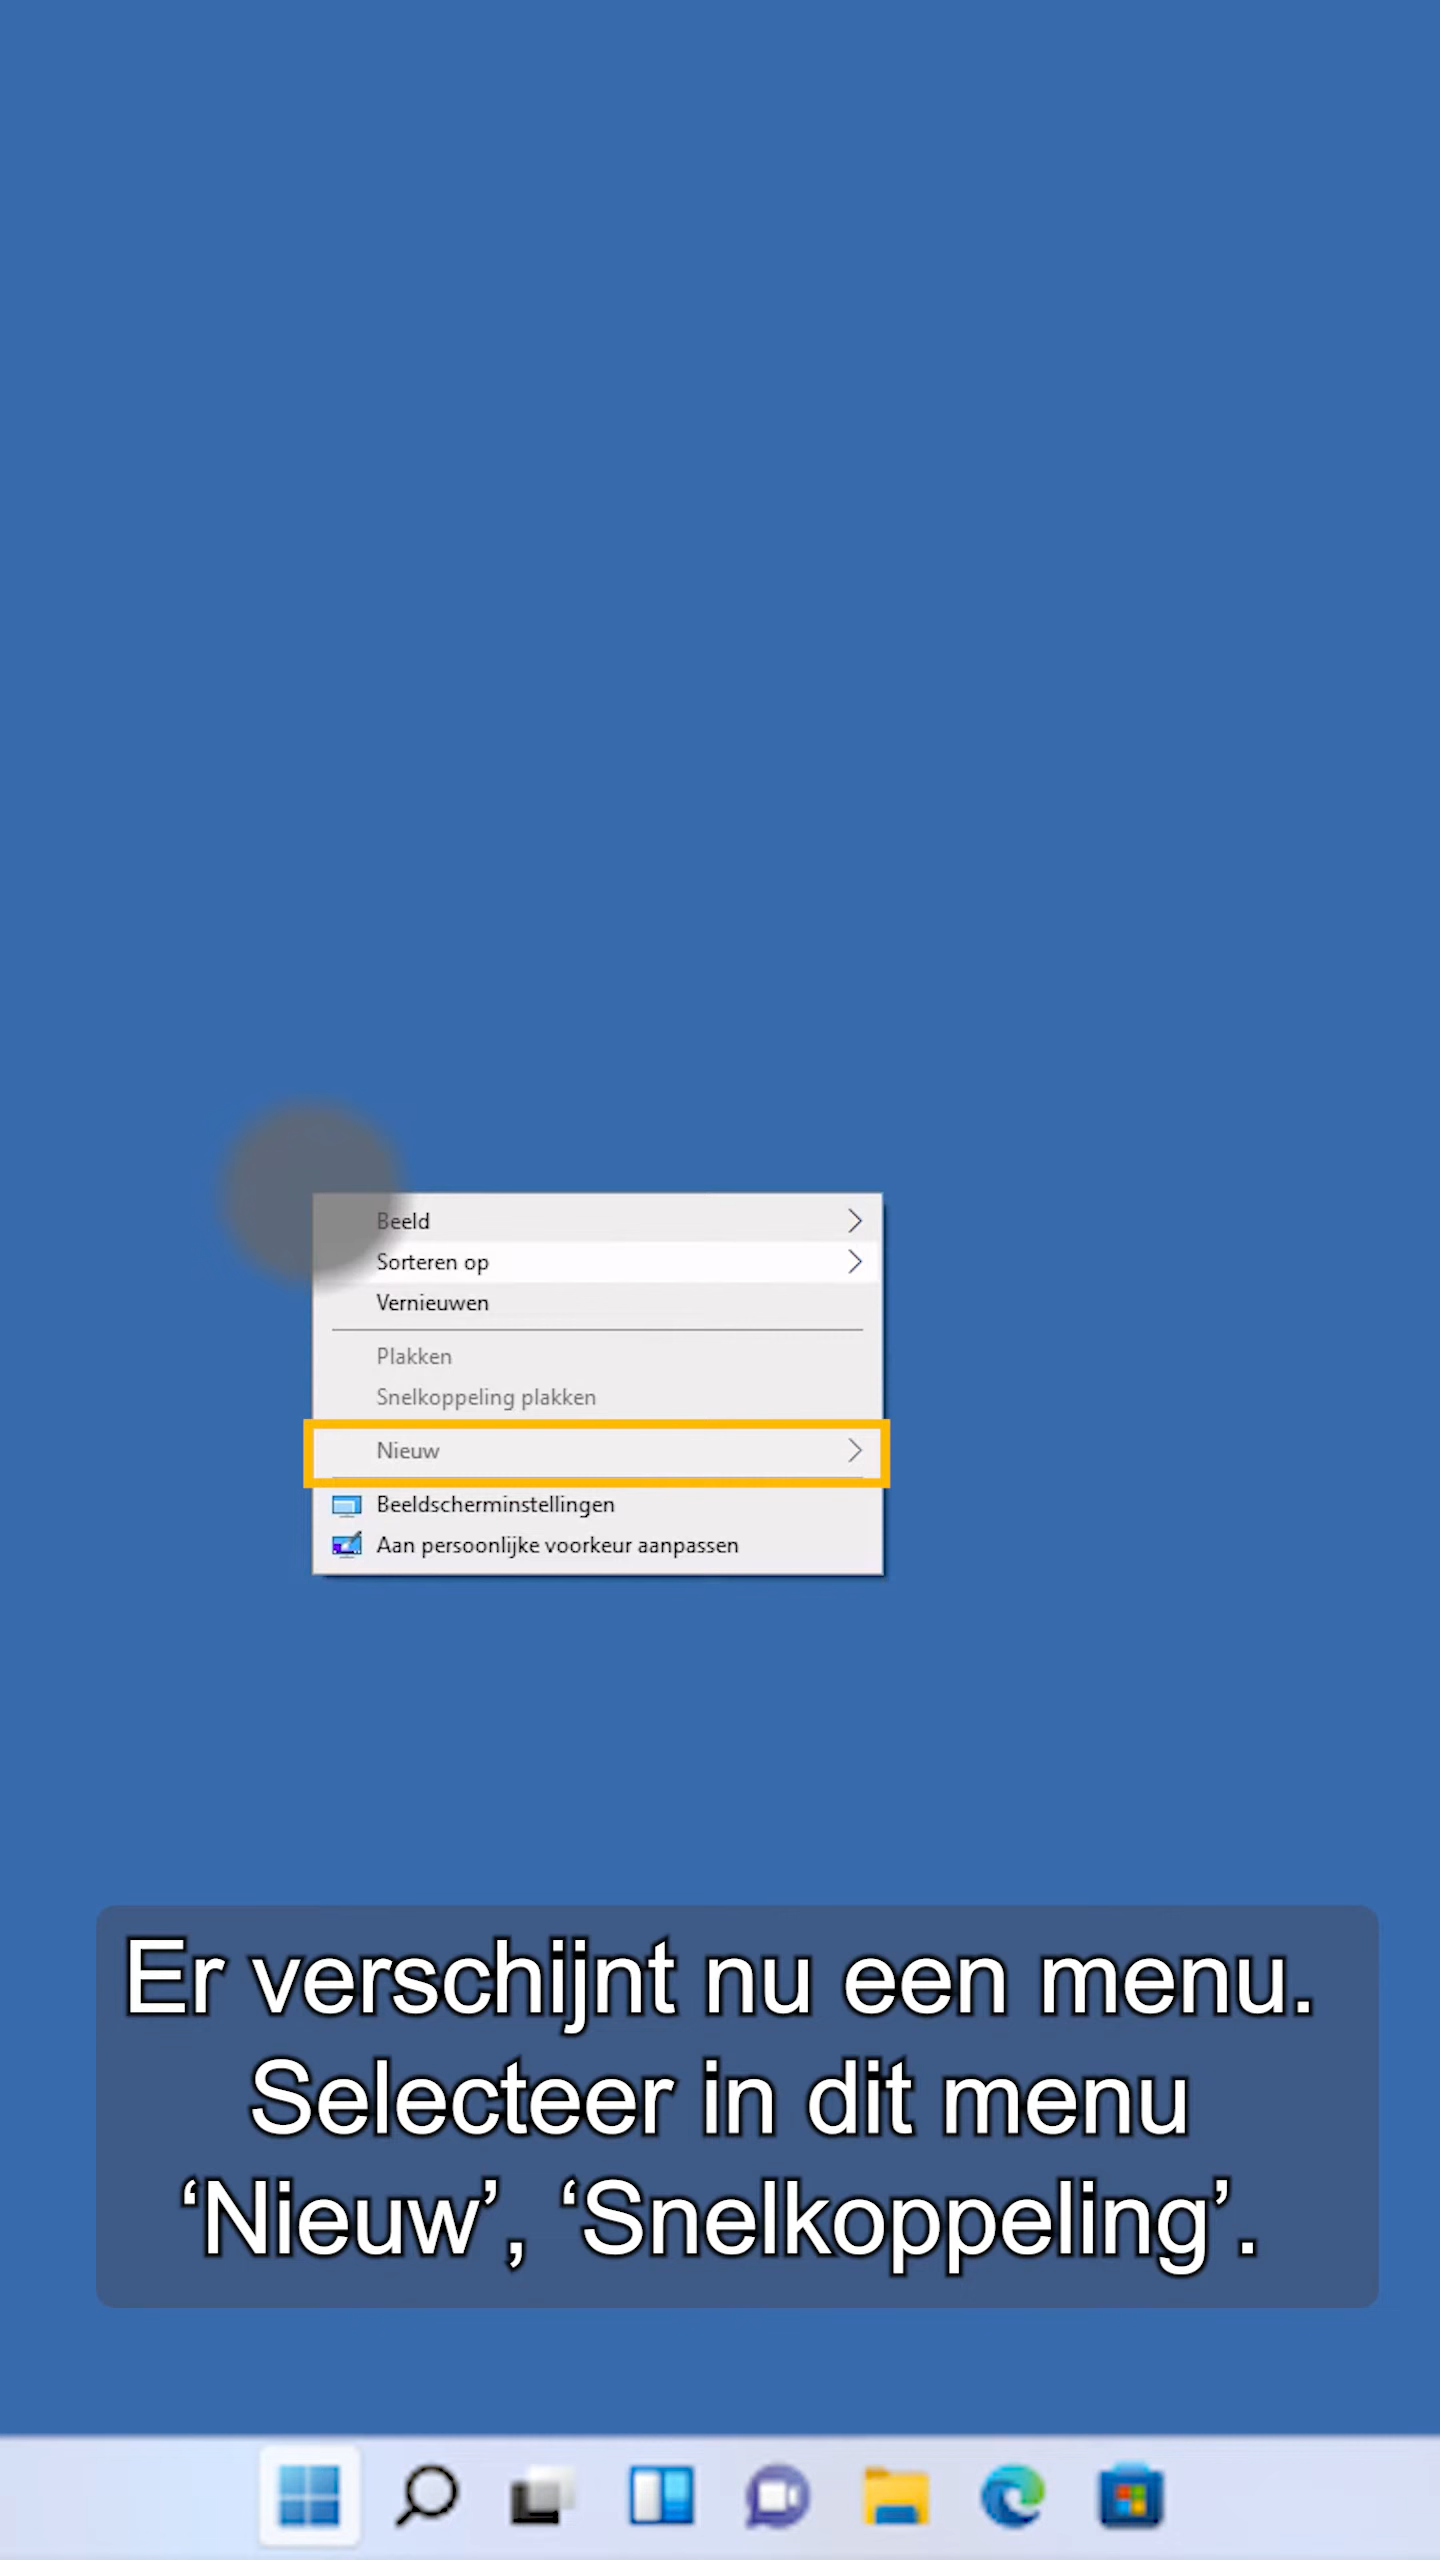 Beeld
Sorteren op
Vernieuwen
Plakken
Snelkoppeling plakken
Nieuw
Beeldscherminstellingen
Aan persoonlijke voorkeur aanpassen
Er verschijnt nu een menu.
Selecteer in dit menu
‘Nieuw’, ‘Snelkoppeling’.